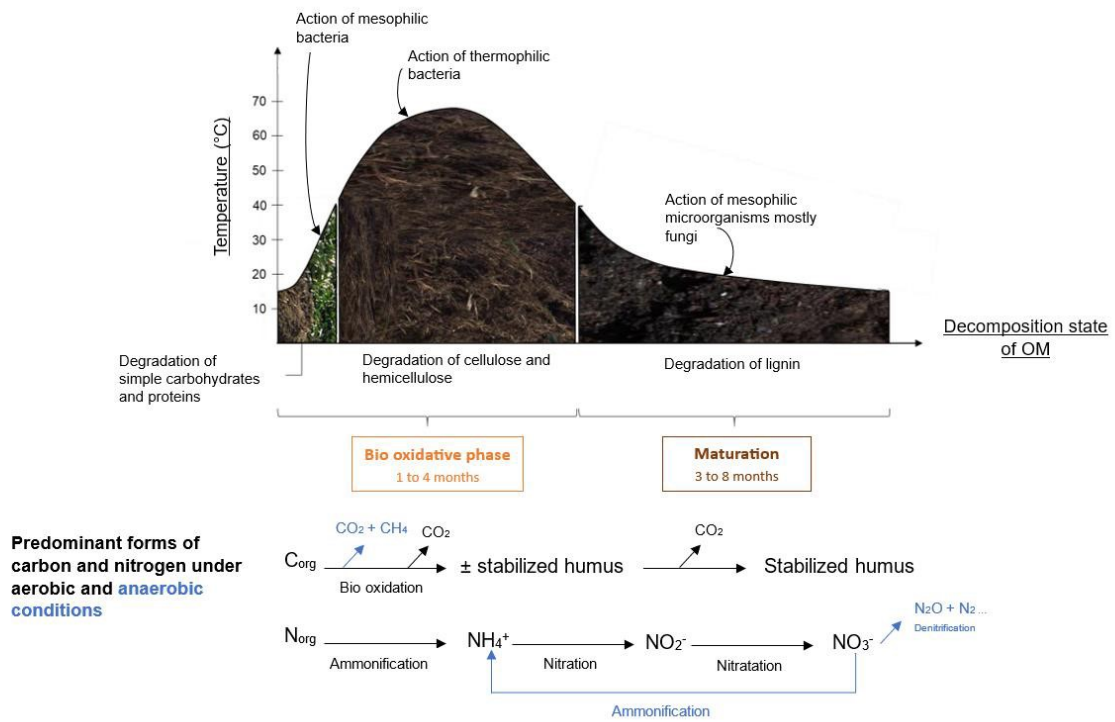 Action of mesophilic
bacteria
Action of thermophilic
bacteria
Temperature (°C)
70
60
50
40
30
20
10
Action of mesophilic
microorganisms mostly
fungi
Decomposition state
of OM
Degradation of
simple carbohydrates
and proteins
Degradation of cellulose and
hemicellulose
Degradation of lignin
Bio oxidative phase
1 to 4 months
Maturation
3 to 8 months
Predominant forms of
carbon and nitrogen under
aerobic and anaerobic
conditions
CO₂ + CH₄
CO₂
CO₂
Corg
Bio oxidation
± stabilized humus
Stabilized humus
N₂O + N₂ ...
Denitrification
Norg
Ammonification
NH₄⁺
Nitration
NO₂⁻
Nitratation
NO₃⁻
Ammonification